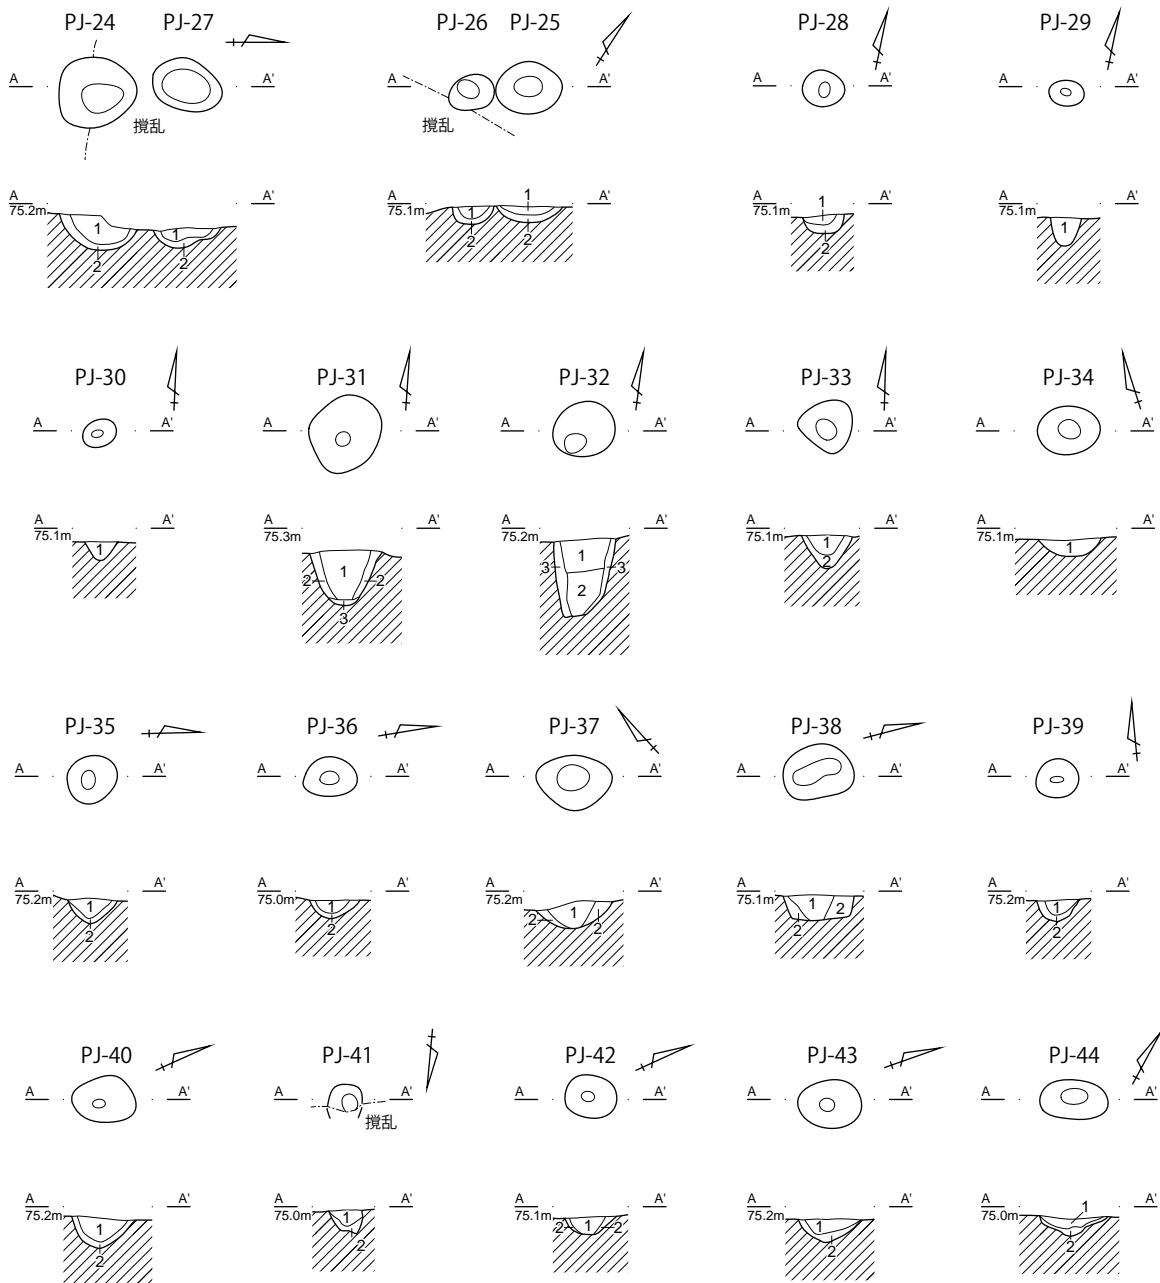 PJ-24 PJ-27 PJ-26 PJ-25 PJ-28 PJ-29
A A' A A' A A' A A'
撹乱 撹乱
A A' A A' A A' A A'
75.2m 75.1m 75.1m 75.1m
1 1 1 1 1 1
2 2 2 2 2
PJ-30 PJ-31 PJ-32 PJ-33 PJ-34
A A' A A' A A' A A' A A'
A A' A A' A A' A A' A A'
75.1m 75.3m 75.2m 75.1m 75.1m
1 1 1 1 1
2 2 3 3 2
3 2
PJ-35 PJ-36 PJ-37 PJ-38 PJ-39
A A' A A' A A' A A' A A'
A A' A A' A A' A A' A A'
75.2m 75.0m 75.2m 75.1m 75.2m
1 1 1 1 2 1
2 2 2 2 2 2
PJ-40 PJ-41 PJ-42 PJ-43 PJ-44
A A' A A' A A' A A' A A'
撹乱
A A' A A' A A' A A' A A'
75.2m 75.0m 75.1m 75.2m 75.0m
1 1 2 1 2 1 1
2 2 2 2